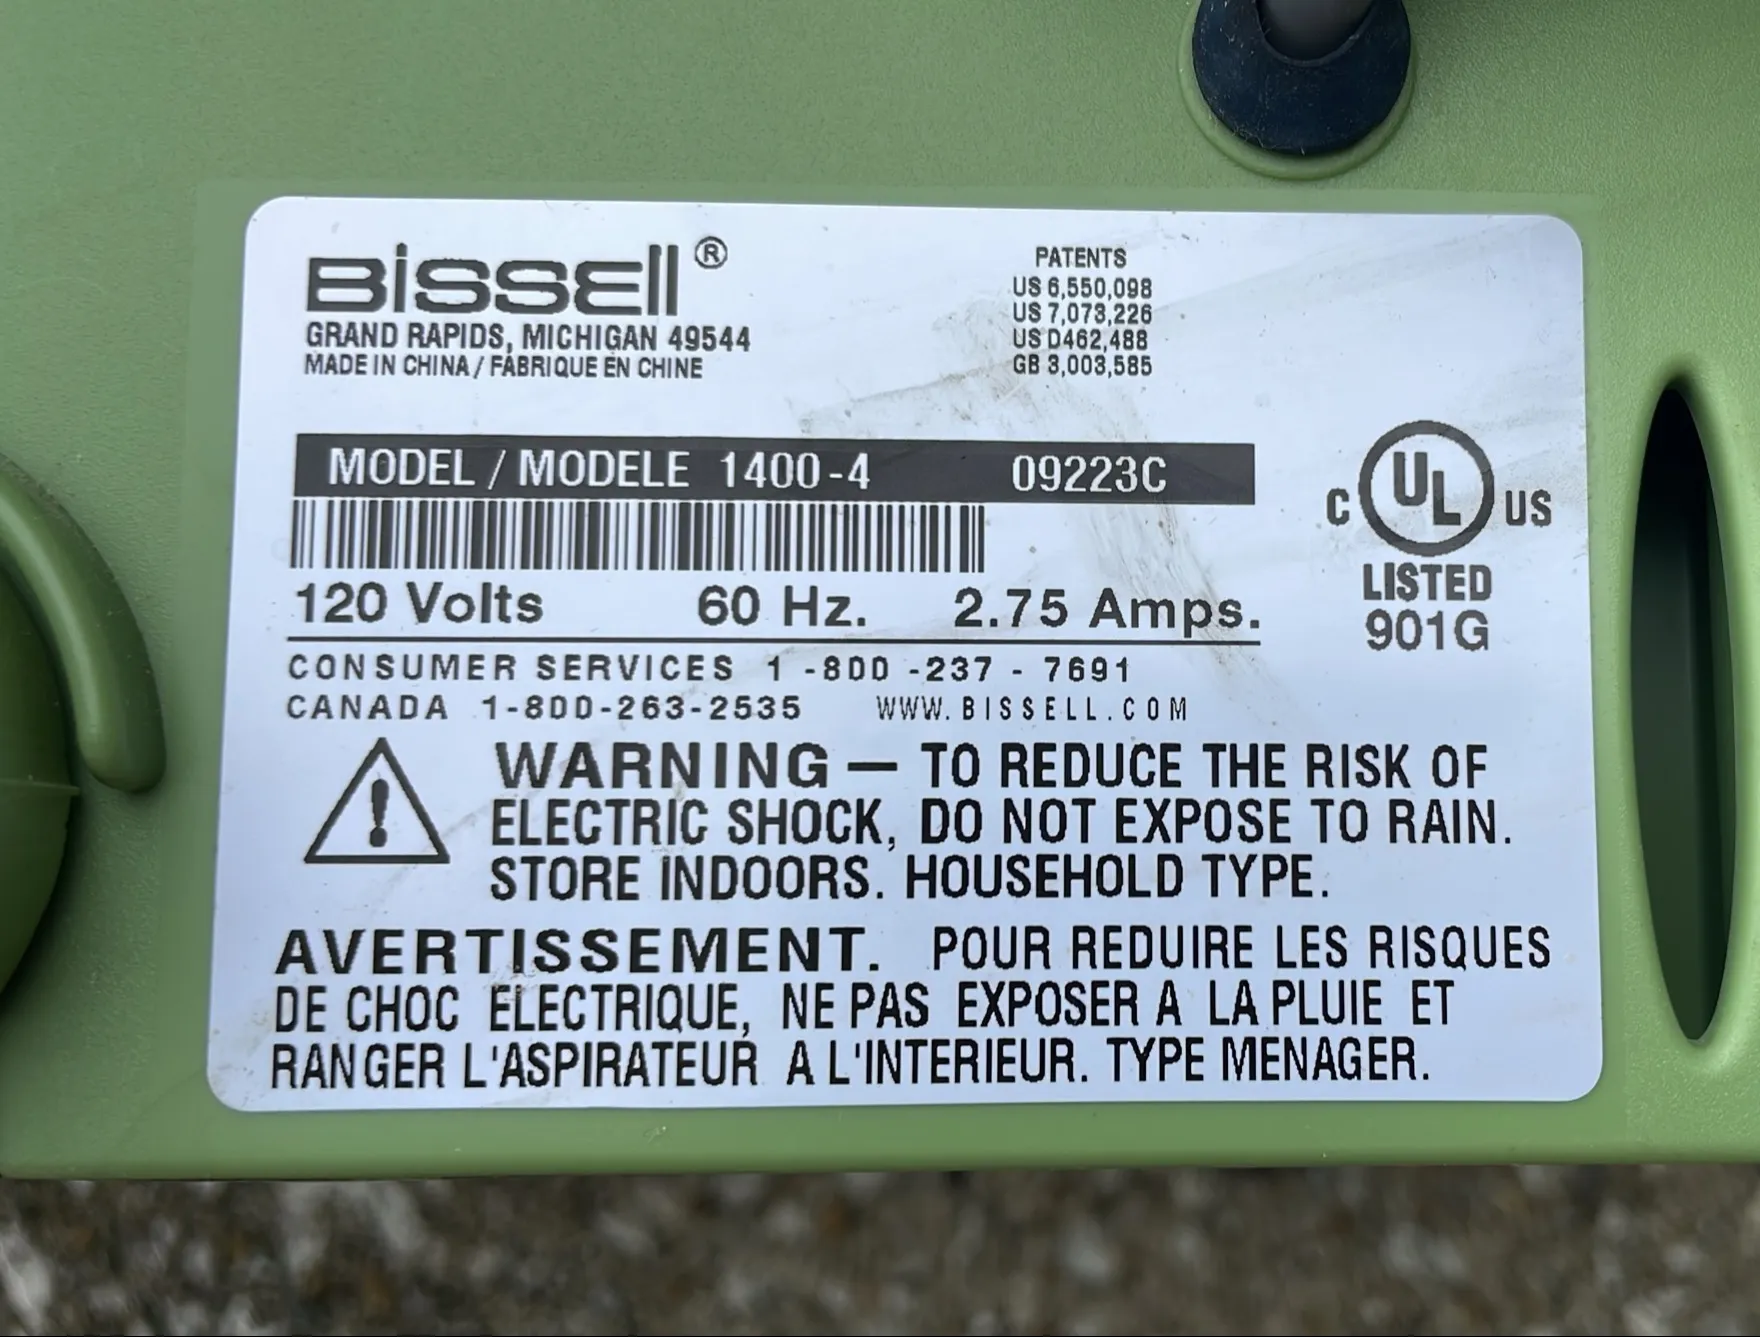 BISSELL®
GRAND RAPIDS, MICHIGAN 49544
MADE IN CHINA / FABRIQUE EN CHINE
PATENTS
US 6,550,098
US 7,073,226
US D462,488
GB 3,003,585
MODEL / MODELE 1400-4 09223C
120 Volts 60 Hz. 2.75 Amps.
C UL US
LISTED
901G
CONSUMER SERVICES 1-800-237-7691
CANADA 1-800-263-2535 WWW.BISSELL.COM
WARNING — TO REDUCE THE RISK OF
ELECTRIC SHOCK, DO NOT EXPOSE TO RAIN.
STORE INDOORS. HOUSEHOLD TYPE.
AVERTISSEMENT. POUR REDUIRE LES RISQUES
DE CHOC ELECTRIQUE, NE PAS EXPOSER A LA PLUIE ET
RANGER L'ASPIRATEUR A L'INTERIEUR. TYPE MENAGER.